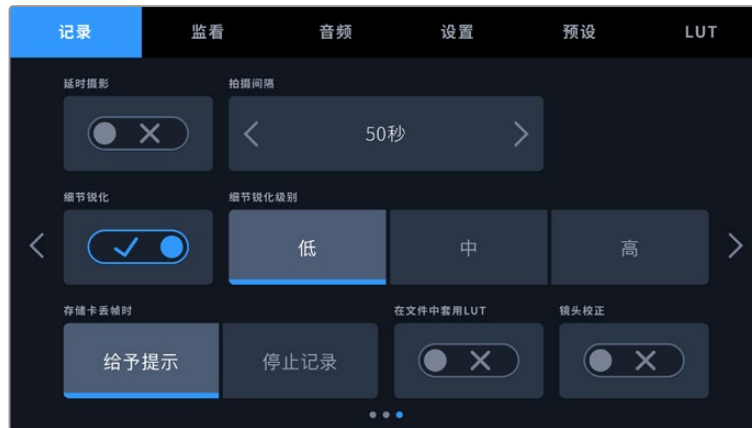 记录 监看 音频 设置 预设 LUT
延时摄影 拍摄间隔
50秒
细节锐化 细节锐化级别
低 中 高
存储卡丢帧时 在文件中套用LUT 镜头校正
给予提示 停止记录